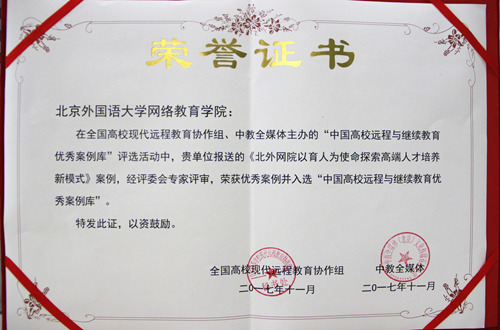 荣誉证书
北京外国语大学网络教育学院：
在全国高校现代远程教育协作组、中教全媒体主办的“中国高校远程与继续教育
优秀案例库”评选活动中，贵单位报送的《北外网院以育人为使命探索高端人才培养
新模式》案例，经评委会专家评审，荣获优秀案例并入选“中国高校远程与继续教育优
秀案例库”。
特发此证，以资鼓励。
全国高校现代远程教育协作组 中教全媒体
二〇一七年十一月 二〇一七年十一月